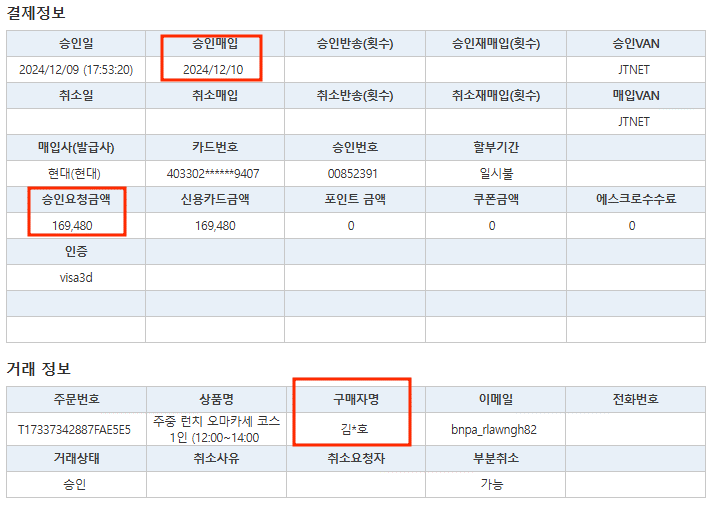 결제정보
승인일 승인매입 승인반송(횟수) 승인재매입(횟수) 승인VAN
2024/12/09 (17:53:20) 2024/12/10 JTNET
취소일 취소매입 취소반송(횟수) 취소재매입(횟수) 매입VAN
JTNET
매입사(발급사) 카드번호 승인번호 할부기간
현대(현대) 403302******9407 00852391 일시불
승인요청금액 신용카드금액 포인트 금액 쿠폰금액 에스크로수수료
169,480 169,480 0 0 0
인증
visa3d
거래 정보
주문번호 상품명 구매자명 이메일 전화번호
T17337342887FAE5E5 주중 런치 오마카세 코스 김*호 bnpa_rlawngh82
1인 (12:00~14:00
거래상태 취소사유 취소요청자 부분취소
승인 가능